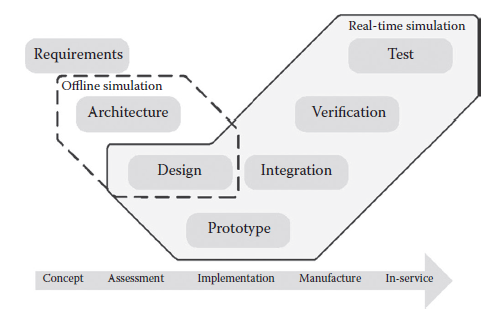 Real-time simulation
Requirements
Test
Offline simulation
Architecture
Verification
Design
Integration
Prototype
Concept Assessment Implementation Manufacture In-service